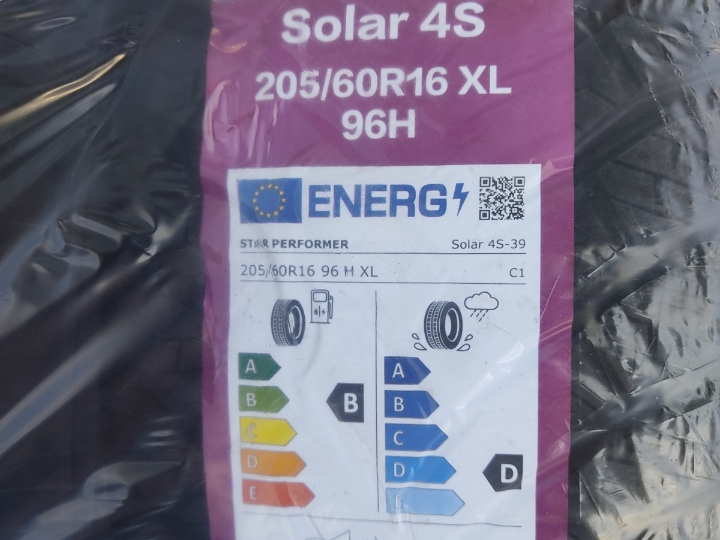 Solar 4S
205/60R16 XL
96H
ENERG
STAR PERFORMER Solar 4S-39
205/60R16 96 H XL C1
A A
B B B
C C
D D D
E E